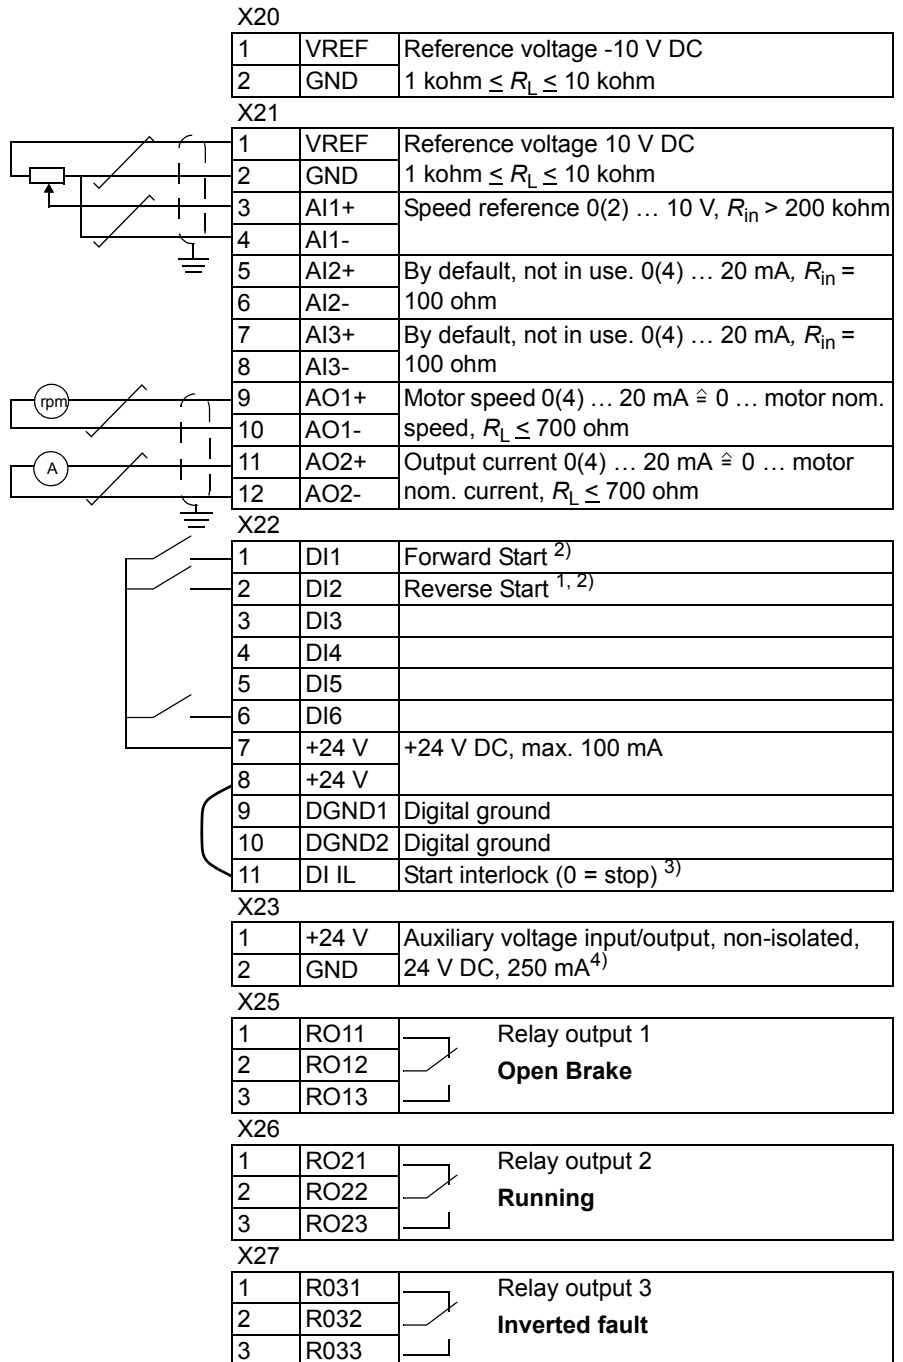 X20
1 VREF Reference voltage -10 V DC
2 GND 1 kohm ≤ RL ≤ 10 kohm
X21
1 VREF Reference voltage 10 V DC
2 GND 1 kohm ≤ RL ≤ 10 kohm
3 AI1+ Speed reference 0(2) … 10 V, Rin > 200 kohm
4 AI1-
5 AI2+ By default, not in use. 0(4) … 20 mA, Rin =
6 AI2- 100 ohm
7 AI3+ By default, not in use. 0(4) … 20 mA, Rin =
8 AI3- 100 ohm
rpm 9 AO1+ Motor speed 0(4) … 20 mA ≙ 0 … motor nom.
10 AO1- speed, RL ≤ 700 ohm
A 11 AO2+ Output current 0(4) … 20 mA ≙ 0 … motor
12 AO2- nom. current, RL ≤ 700 ohm
X22
1 DI1 Forward Start 2)
2 DI2 Reverse Start 1, 2)
3 DI3
4 DI4
5 DI5
6 DI6
7 +24 V +24 V DC, max. 100 mA
8 +24 V
9 DGND1 Digital ground
10 DGND2 Digital ground
11 DI IL Start interlock (0 = stop) 3)
X23
1 +24 V Auxiliary voltage input/output, non-isolated,
2 GND 24 V DC, 250 mA4)
X25
1 RO11 Relay output 1
2 RO12 Open Brake
3 RO13
X26
1 RO21 Relay output 2
2 RO22 Running
3 RO23
X27
1 R031 Relay output 3
2 R032 Inverted fault
3 R033